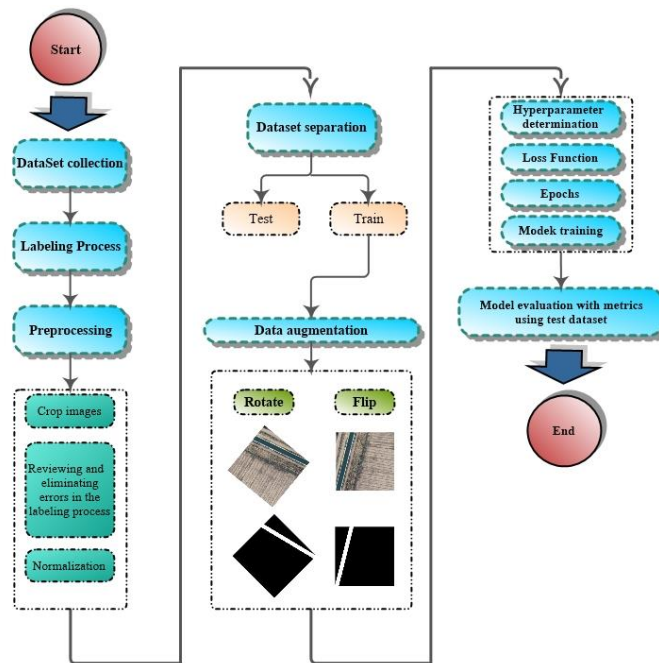 Start
DataSet collection
Labeling Process
Preprocessing
Crop images
Reviewing and
eliminating
errors in the
labeling process
Normalization
Dataset separation
Test
Train
Data augmentation
Rotate
Flip
Hyperparameter
determination
Loss Function
Epochs
Modek training
Model evaluation with metrics
using test dataset
End